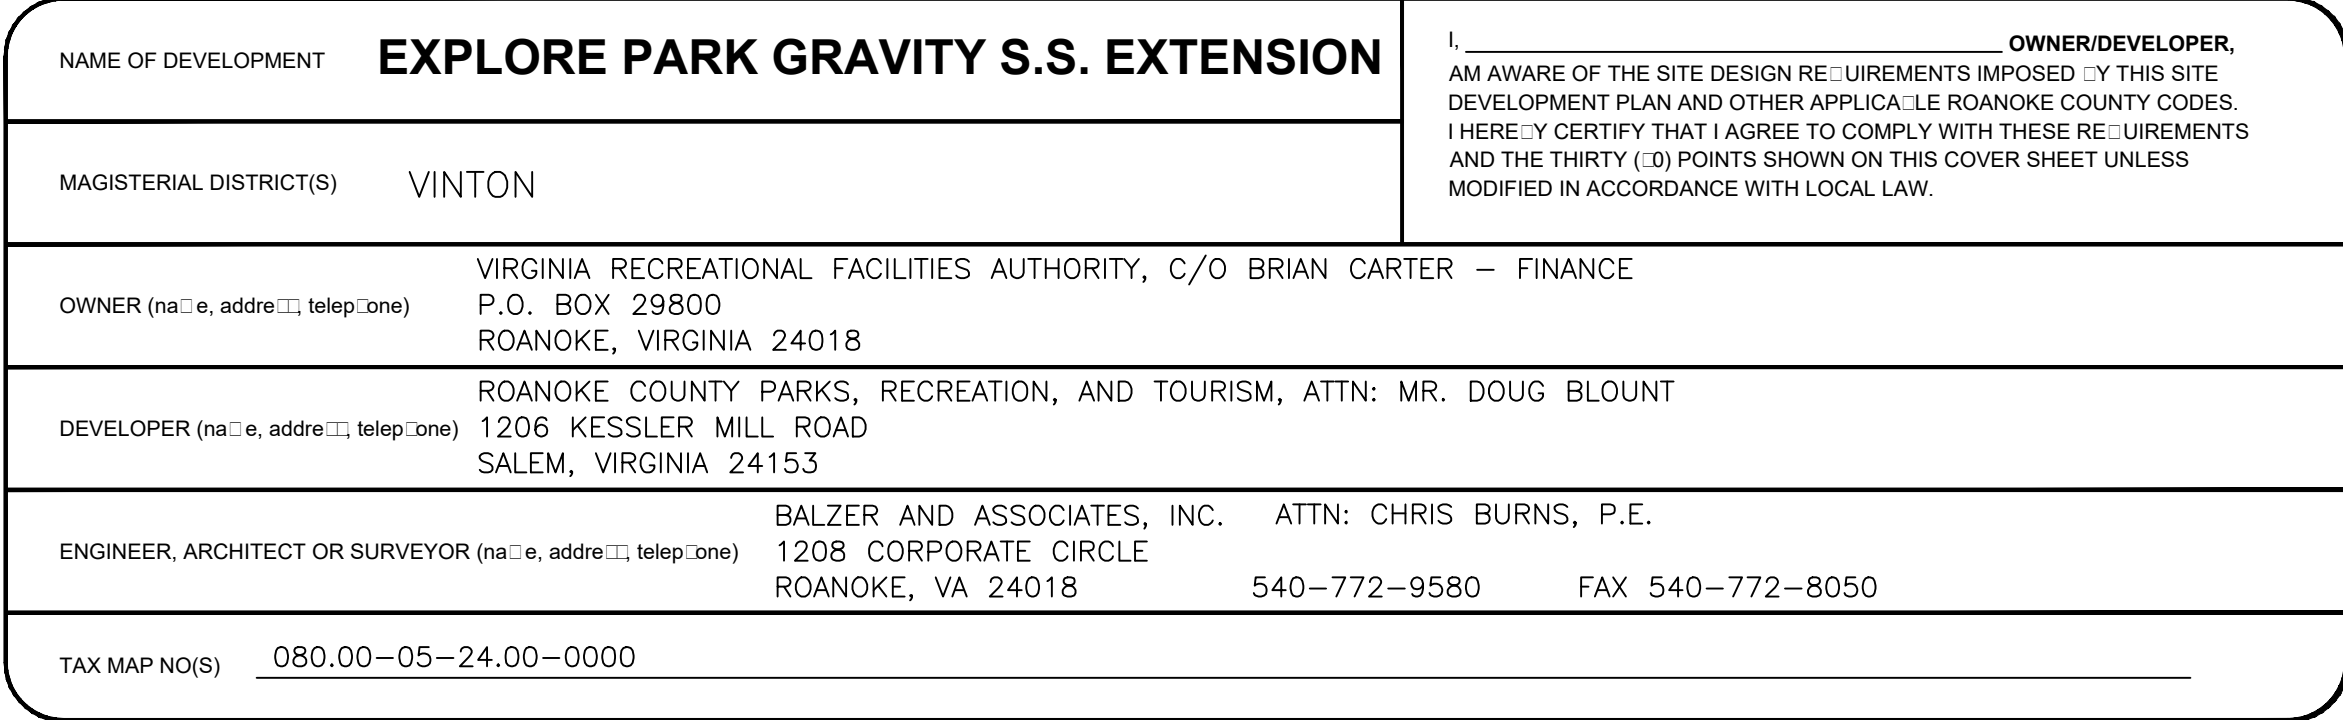 NAME OF DEVELOPMENT EXPLORE PARK GRAVITY S.S. EXTENSION
I, OWNER/DEVELOPER,
AM AWARE OF THE SITE DESIGN RE□UIREMENTS IMPOSED □Y THIS SITE
DEVELOPMENT PLAN AND OTHER APPLICA□LE ROANOKE COUNTY CODES.
I HERE□Y CERTIFY THAT I AGREE TO COMPLY WITH THESE RE□UIREMENTS
AND THE THIRTY (□0) POINTS SHOWN ON THIS COVER SHEET UNLESS
MODIFIED IN ACCORDANCE WITH LOCAL LAW.
MAGISTERIAL DISTRICT(S) VINTON
OWNER (na□e, addre□□, telep□one)
VIRGINIA RECREATIONAL FACILITIES AUTHORITY, C/O BRIAN CARTER – FINANCE
P.O. BOX 29800
ROANOKE, VIRGINIA 24018
DEVELOPER (na□e, addre□□, telep□one)
ROANOKE COUNTY PARKS, RECREATION, AND TOURISM, ATTN: MR. DOUG BLOUNT
1206 KESSLER MILL ROAD
SALEM, VIRGINIA 24153
ENGINEER, ARCHITECT OR SURVEYOR (na□e, addre□□, telep□one)
BALZER AND ASSOCIATES, INC. ATTN: CHRIS BURNS, P.E.
1208 CORPORATE CIRCLE
ROANOKE, VA 24018 540–772–9580 FAX 540–772–8050
TAX MAP NO(S) 080.00–05–24.00–0000